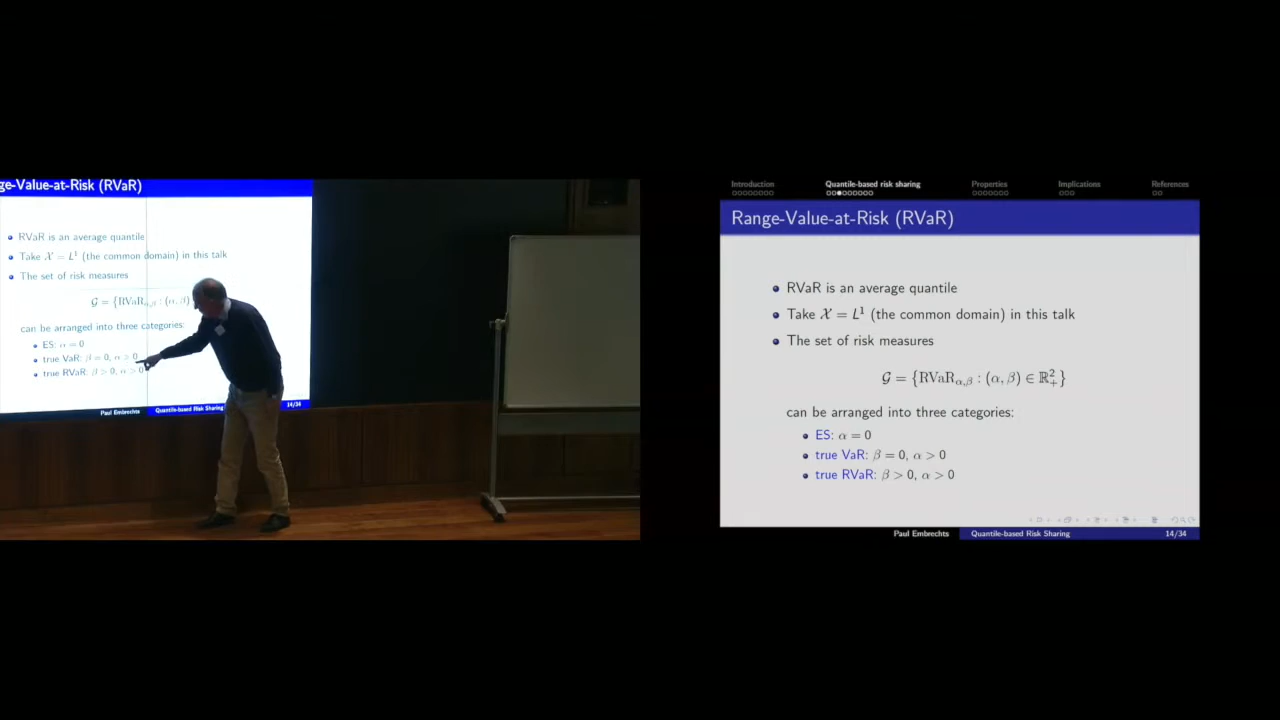 ge-Value-at-Risk (RVaR)
RVaR is an average quantile
Take 𝒳 = L¹ (the common domain) in this talk
The set of risk measures
𝒢 = {RVaR_{α,β} : (α, β)
can be arranged into three categories:
ES: α = 0
true VaR: β = 0, α > 0
true RVaR: β > 0, α > 0
Paul Embrechts Quantile-based Risk Sharing 14/34
Introduction Quantile-based risk sharing Properties Implications References
Range-Value-at-Risk (RVaR)
RVaR is an average quantile
Take 𝒳 = L¹ (the common domain) in this talk
The set of risk measures
𝒢 = {RVaR_{α,β} : (α, β) ∈ ℝ²₊}
can be arranged into three categories:
ES: α = 0
true VaR: β = 0, α > 0
true RVaR: β > 0, α > 0
Paul Embrechts Quantile-based Risk Sharing 14/34